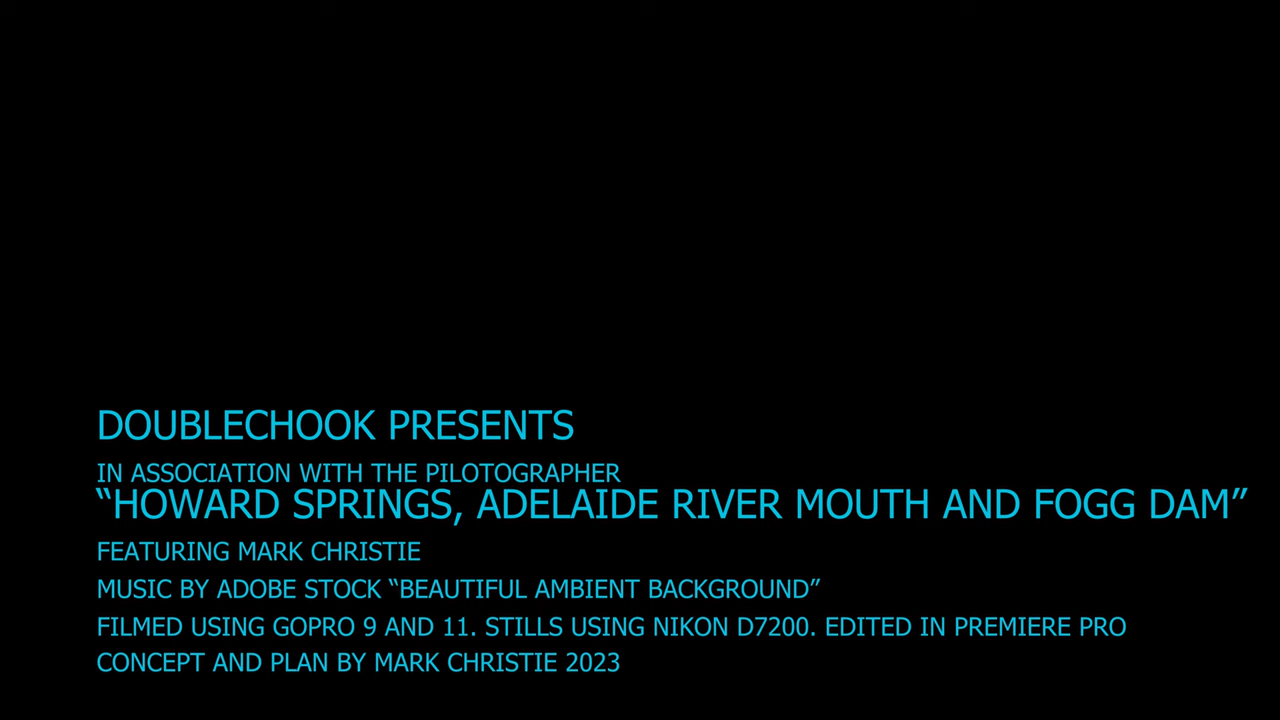 DOUBLECHOOK PRESENTS
IN ASSOCIATION WITH THE PILOTOGRAPHER
“HOWARD SPRINGS, ADELAIDE RIVER MOUTH AND FOGG DAM”
FEATURING MARK CHRISTIE
MUSIC BY ADOBE STOCK “BEAUTIFUL AMBIENT BACKGROUND”
FILMED USING GOPRO 9 AND 11. STILLS USING NIKON D7200. EDITED IN PREMIERE PRO
CONCEPT AND PLAN BY MARK CHRISTIE 2023